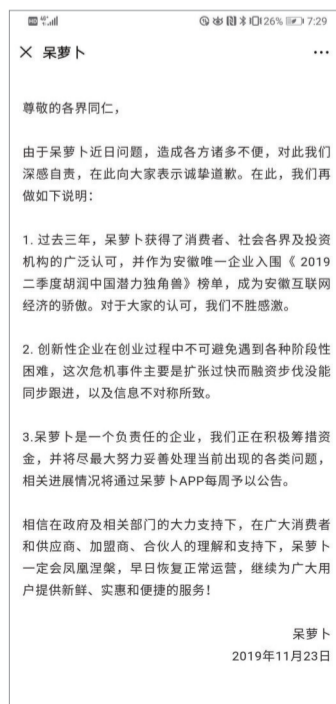 26% 7:29
呆萝卜
尊敬的各界同仁，
由于呆萝卜近日问题，造成各方诸多不便，对此我们
深感自责，在此向大家表示诚挚道歉。在此，我们再
做如下说明：
1. 过去三年，呆萝卜获得了消费者、社会各界及投资
机构的广泛认可，并作为安徽唯一企业入围《 2019
二季度胡润中国潜力独角兽》榜单，成为安徽互联网
经济的骄傲。对于大家的认可，我们不胜感激。
2. 创新性企业在创业过程中不可避免遇到各种阶段性
困难，这次危机事件主要是扩张过快而融资步伐没能
同步跟进，以及信息不对称所致。
3.呆萝卜是一个负责任的企业，我们正在积极筹措资
金，并将尽最大努力妥善处理当前出现的各类问题，
相关进展情况将通过呆萝卜APP每周予以公告。
相信在政府及相关部门的大力支持下，在广大消费者
和供应商、加盟商、合伙人的理解和支持下，呆萝卜
一定会凤凰涅槃，早日恢复正常运营，继续为广大用
户提供新鲜、实惠和便捷的服务！
呆萝卜
2019年11月23日